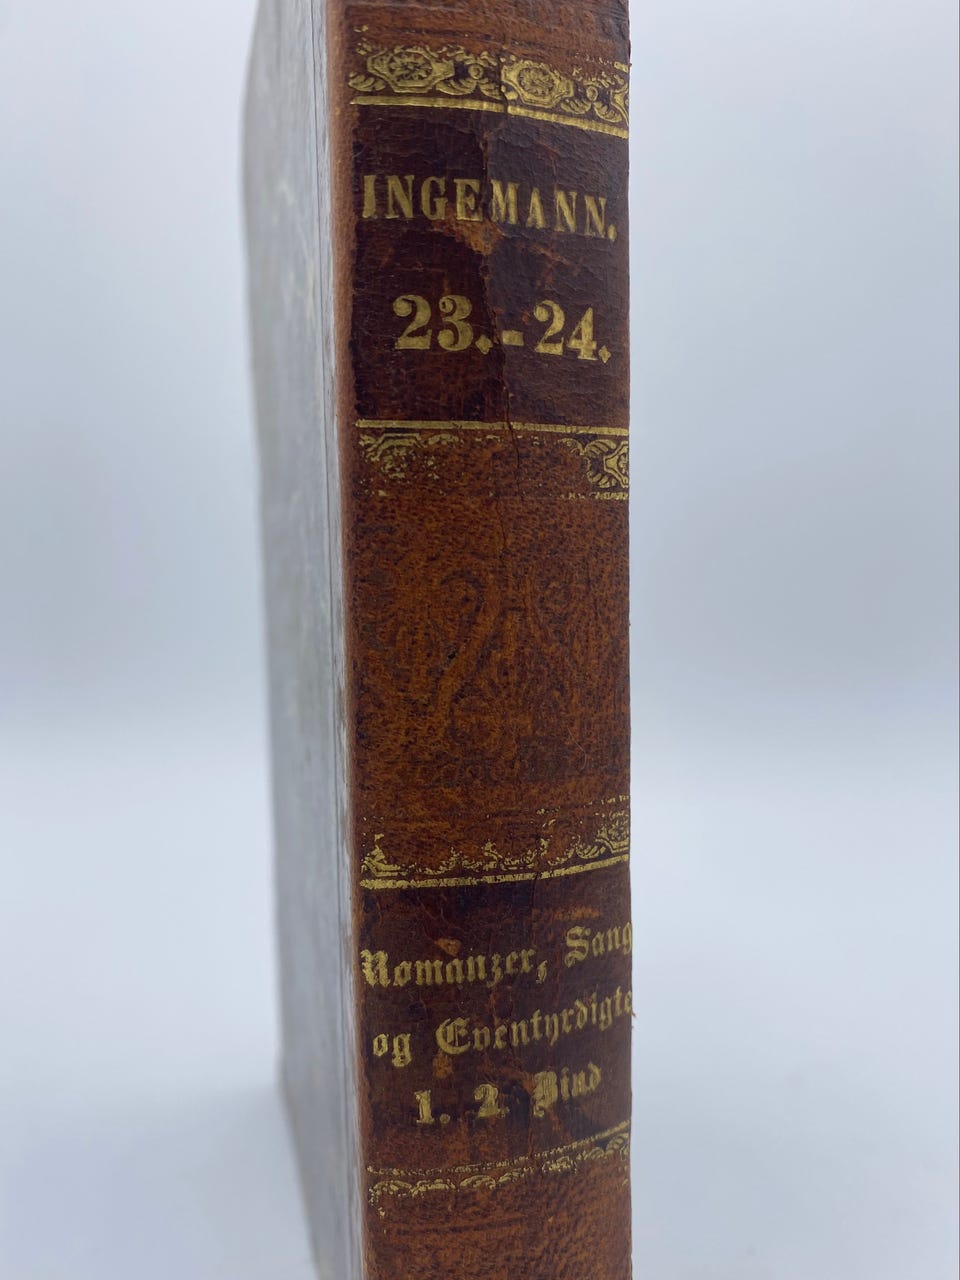 INGEMANN.
23.-24.
Romanzer, Sang
og Eventyrdigte
1. 2. Bind